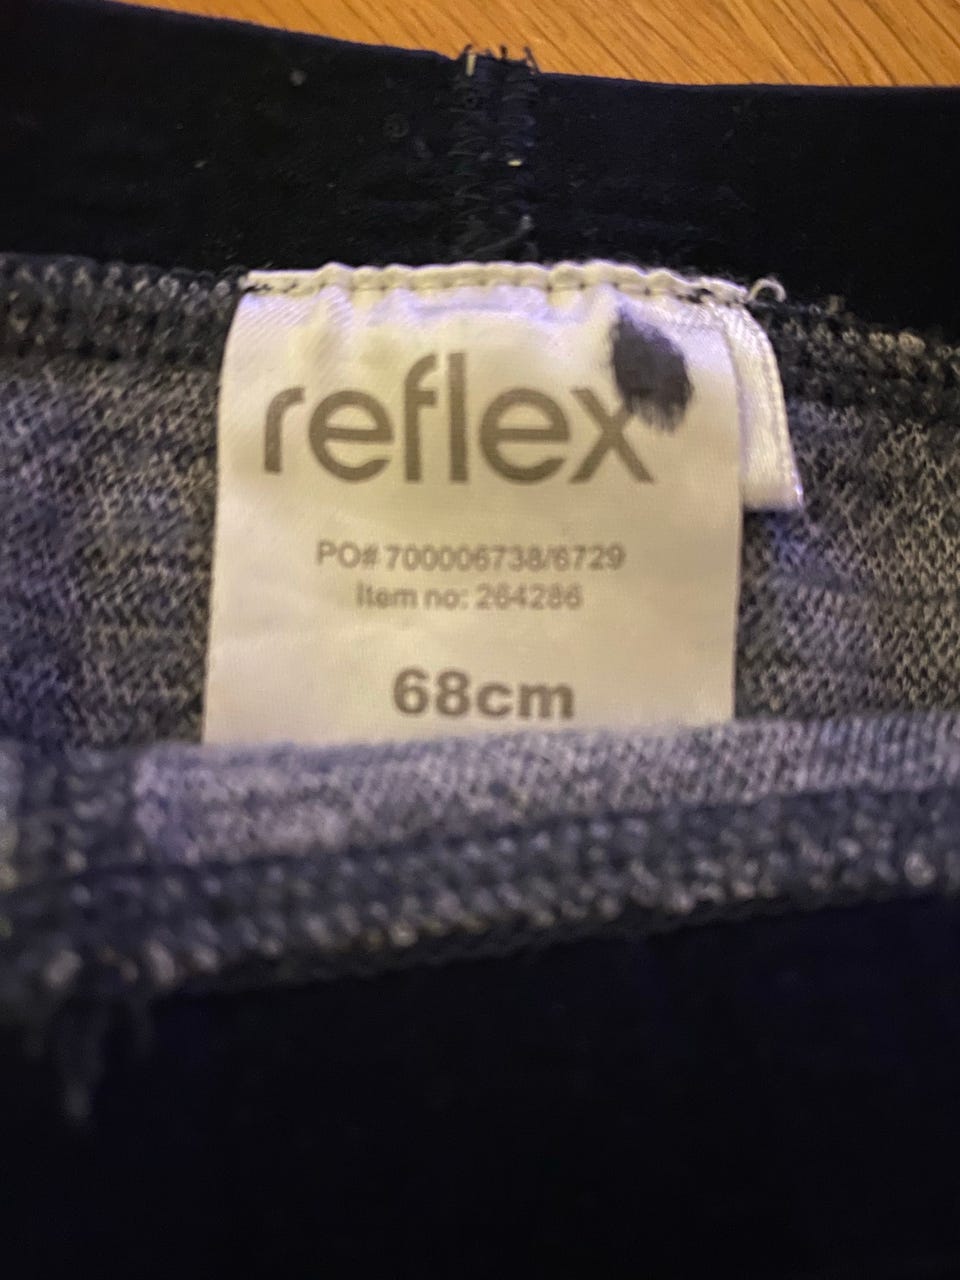 reflex
PO# 700006738/6729
Item no: 264286
68cm